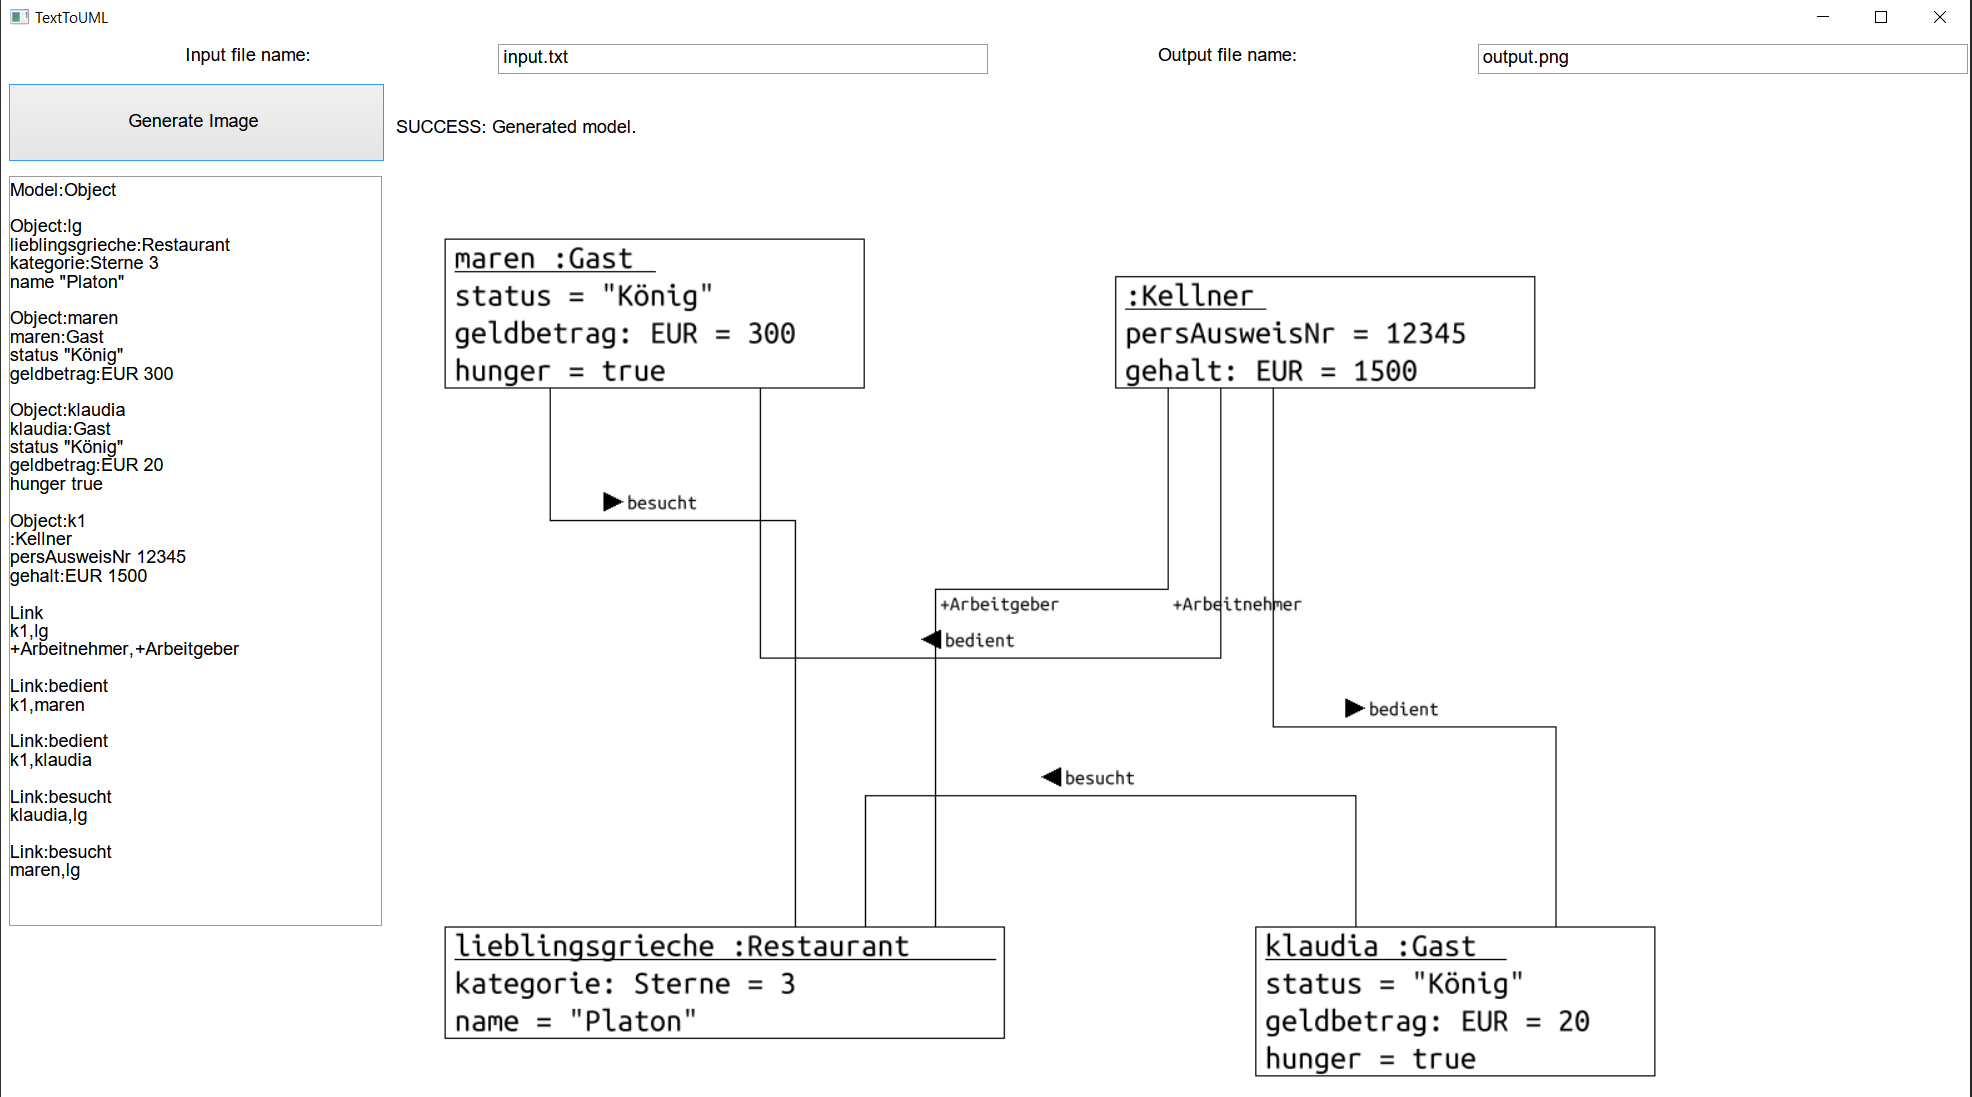 TextToUML
Input file name:
input.txt
Output file name:
output.png
Generate Image
SUCCESS: Generated model.
Model:Object
Object:lg
lieblingsgrieche:Restaurant
kategorie:Sterne 3
name "Platon"
Object:maren
maren:Gast
status "König"
geldbetrag:EUR 300
Object:klaudia
klaudia:Gast
status "König"
geldbetrag:EUR 20
hunger true
Object:k1
:Kellner
persAusweisNr 12345
gehalt:EUR 1500
Link
k1,lg
+Arbeitnehmer,+Arbeitgeber
Link:bedient
k1,maren
Link:bedient
k1,klaudia
Link:besucht
klaudia,lg
Link:besucht
maren,lg
maren :Gast
status = "König"
geldbetrag: EUR = 300
hunger = true
:Kellner
persAusweisNr = 12345
gehalt: EUR = 1500
besucht
+Arbeitgeber
+Arbeitnehmer
bedient
bedient
besucht
lieblingsgrieche :Restaurant
kategorie: Sterne = 3
name = "Platon"
klaudia :Gast
status = "König"
geldbetrag: EUR = 20
hunger = true